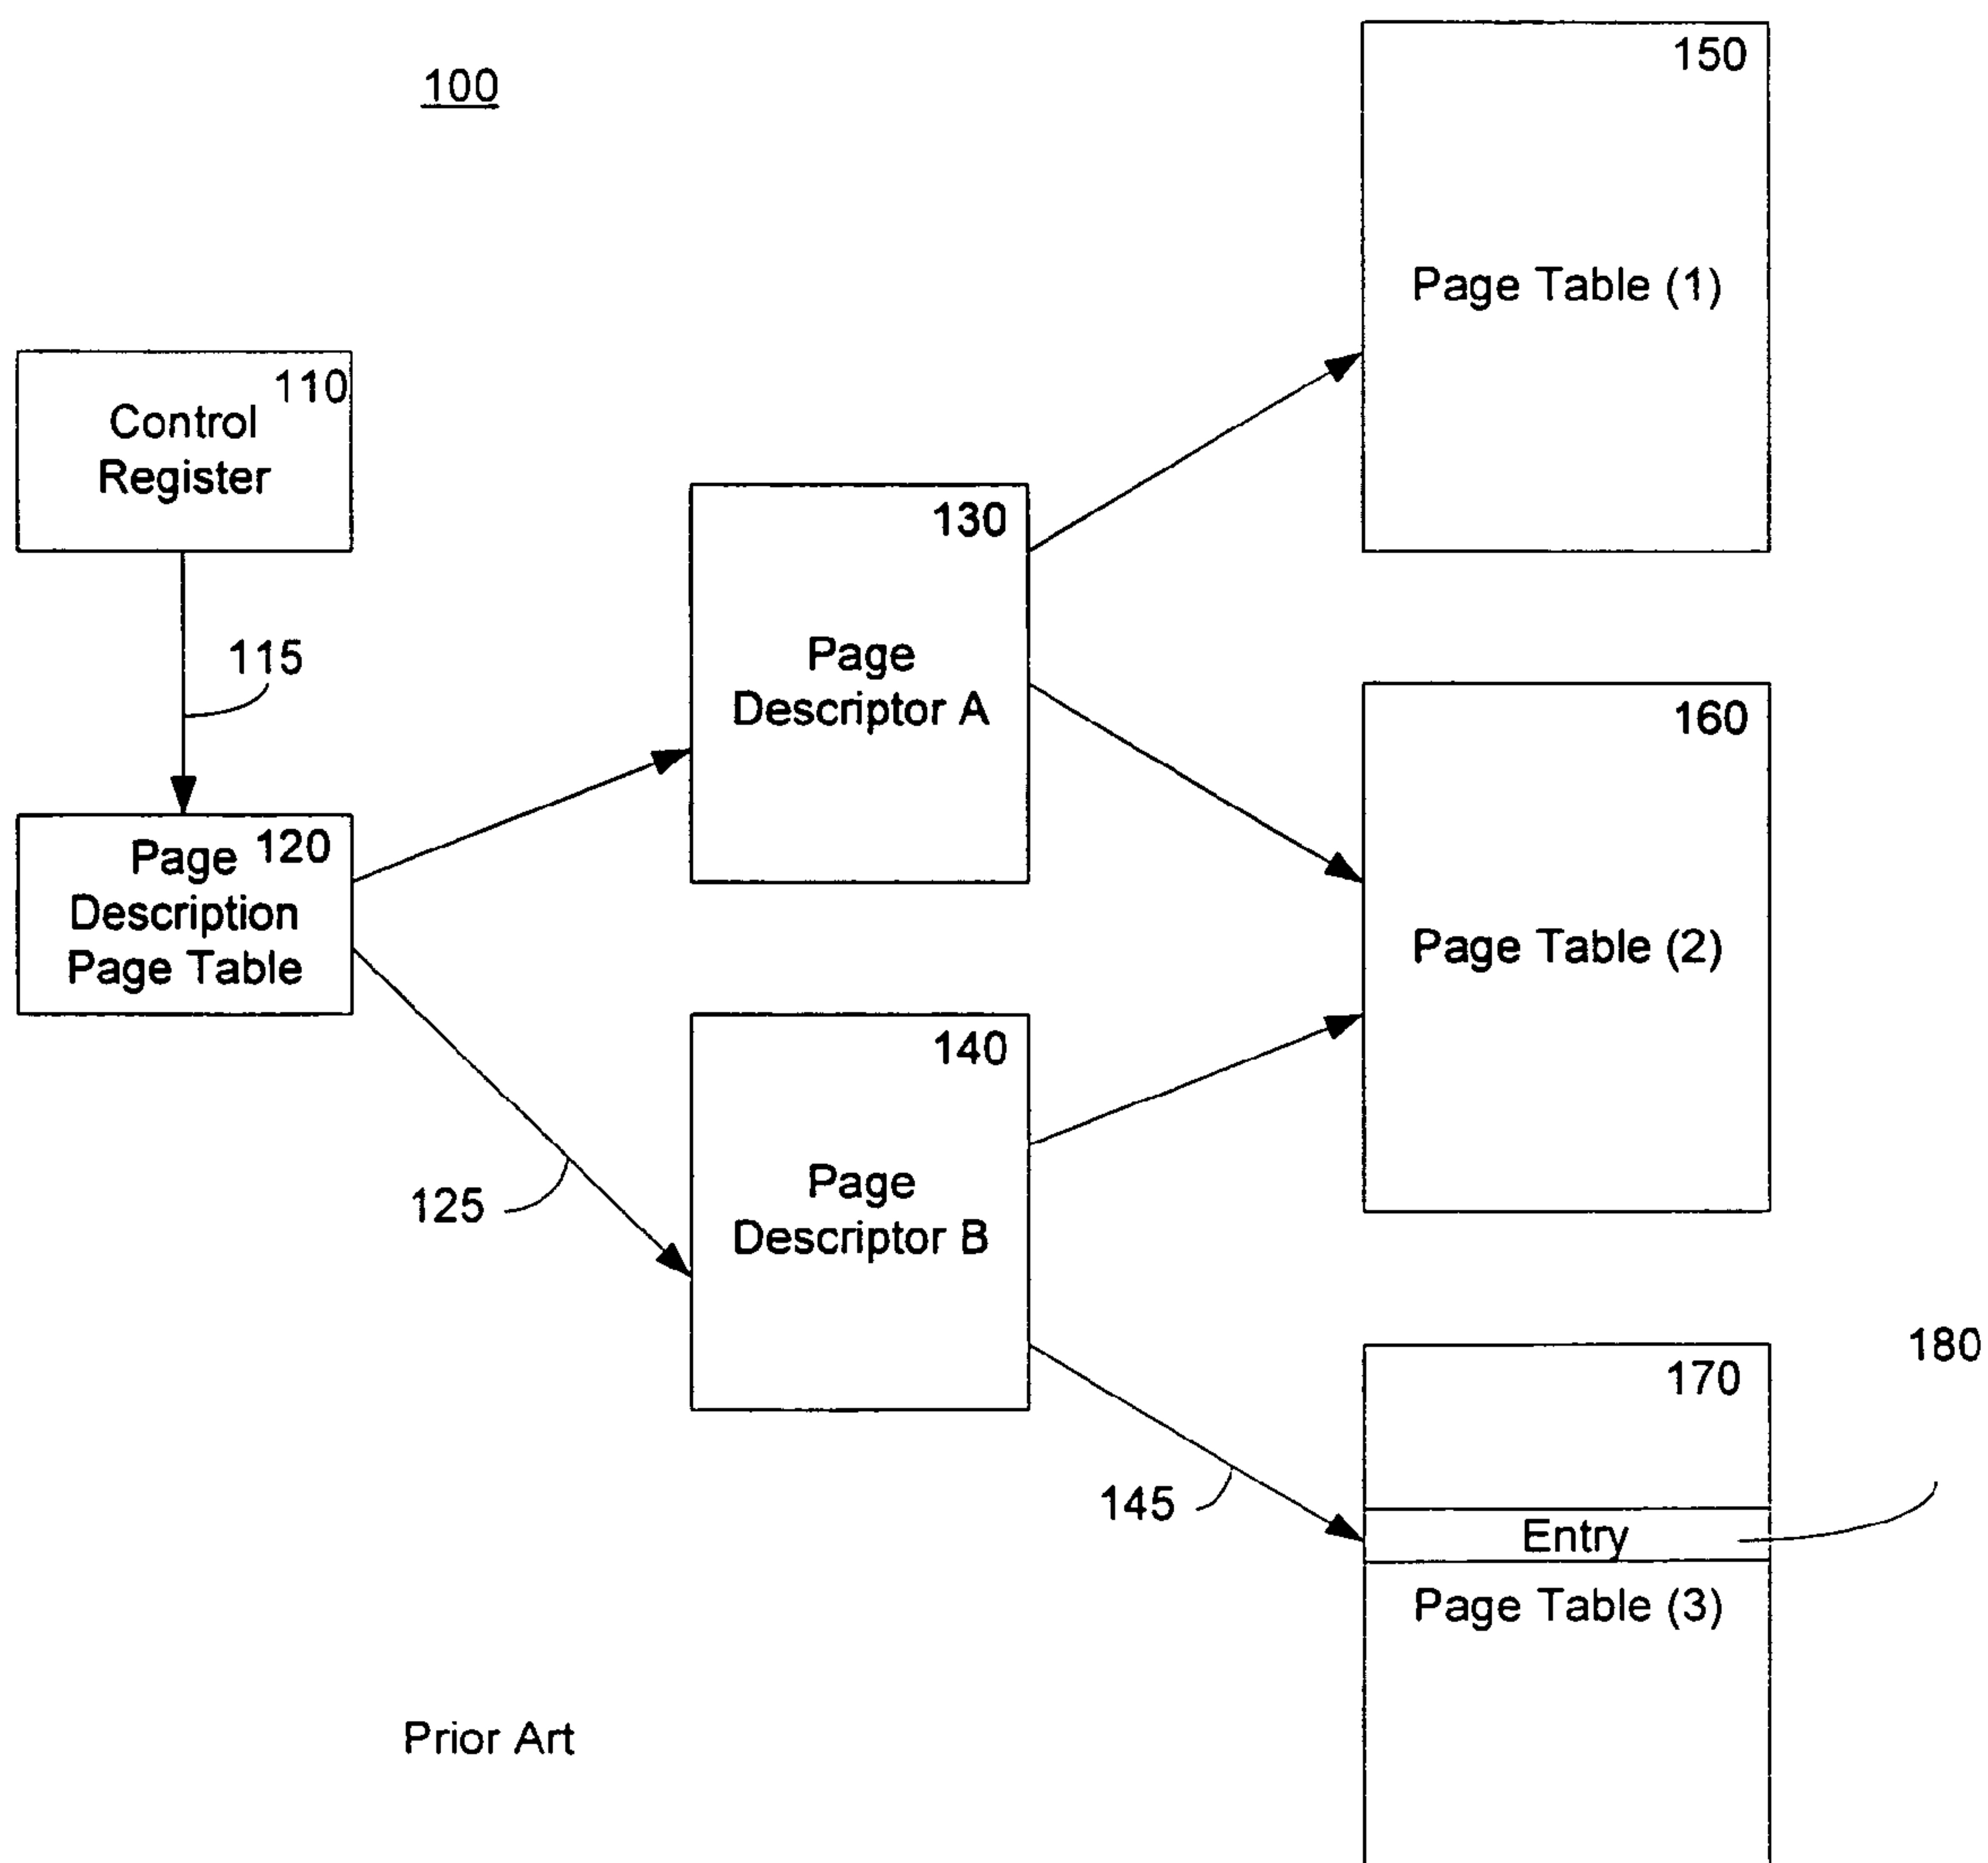 100
110
Control
Register
115
Page 120
Description
Page Table
125
130
Page
Descriptor A
140
Page
Descriptor B
145
150
Page Table (1)
160
Page Table (2)
170
180
Entry
Page Table (3)
Prior Art